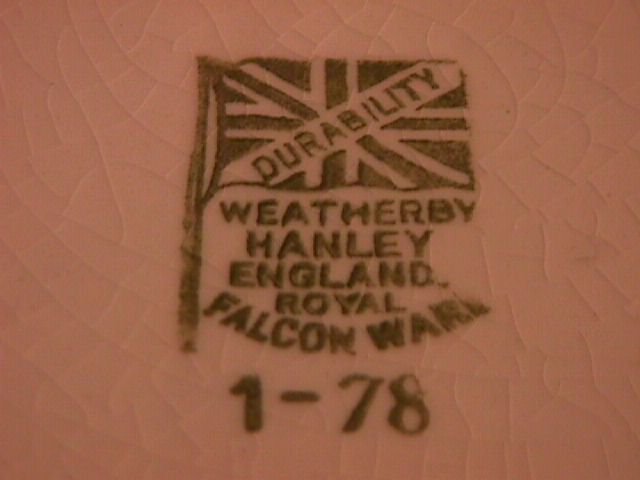 DURABILITY
WEATHERBY
HANLEY
ENGLAND.
ROYAL
FALCON WARE
1-78